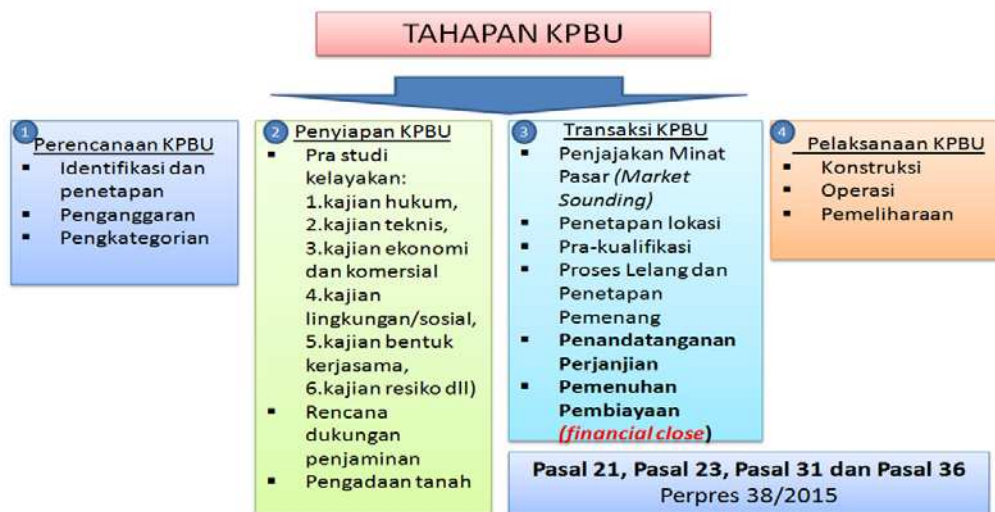 TAHAPAN KPBU
1
Perencanaan KPBU
▪ Identifikasi dan
penetapan
▪ Penganggaran
▪ Pengkategorian
2
Penyiapan KPBU
▪ Pra studi
kelayakan:
1.kajian hukum,
2.kajian teknis,
3.kajian ekonomi
dan komersial
4.kajian
lingkungan/sosial,
5.kajian bentuk
kerjasama,
6.kajian resiko dll)
▪ Rencana
dukungan
penjaminan
▪ Pengadaan tanah
3
Transaksi KPBU
▪ Penjajakan Minat
Pasar (Market
Sounding)
▪ Penetapan lokasi
▪ Pra-kualifikasi
▪ Proses Lelang dan
Penetapan
Pemenang
▪ Penandatanganan
Perjanjian
▪ Pemenuhan
Pembiayaan
(financial close)
4
Pelaksanaan KPBU
▪ Konstruksi
▪ Operasi
▪ Pemeliharaan
Pasal 21, Pasal 23, Pasal 31 dan Pasal 36
Perpres 38/2015